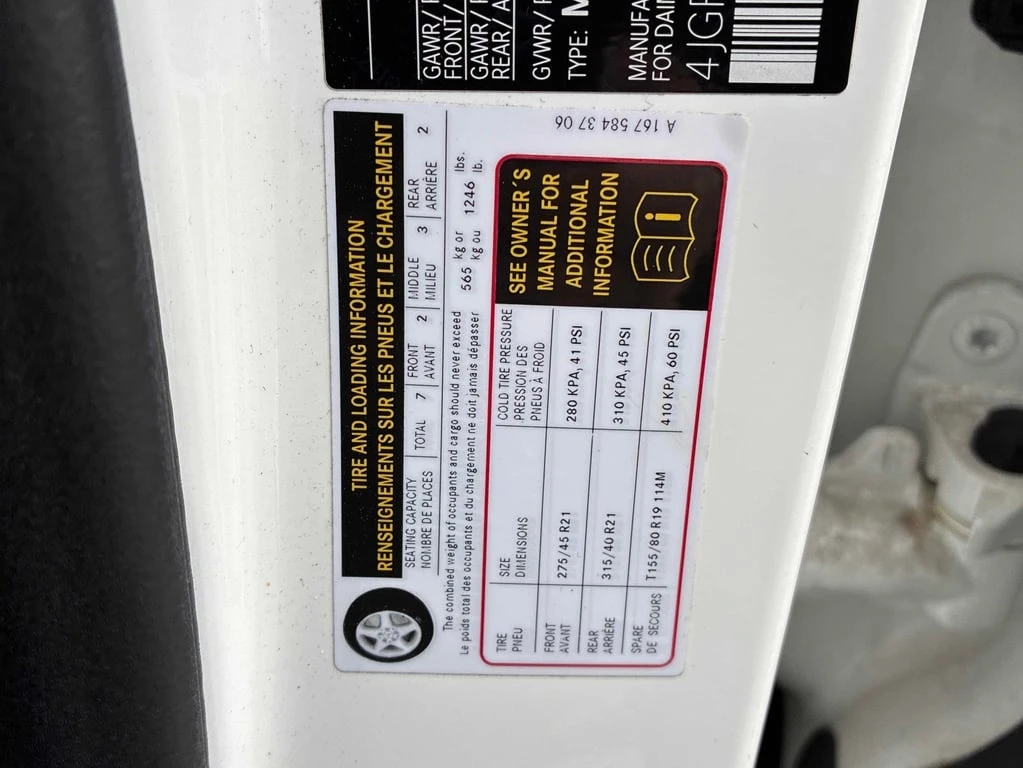 GAWR/
FRONT/
GAWR/
REAR/
GVWR/
TYPE:
MANUFA
FOR DAI
4JG
A 167 584 37 06
TIRE AND LOADING INFORMATION
RENSEIGNEMENTS SUR LES PNEUS ET LE CHARGEMENT
SEATING CAPACITY TOTAL 7 FRONT 2 MIDDLE 3 REAR 2
NOMBRE DE PLACES AVANT MILIEU ARRIÈRE
The combined weight of occupants and cargo should never exceed 565 kg or 1246 lbs.
Le poids total des occupants et du chargement ne doit jamais dépasser kg ou lb.
TIRE SIZE COLD TIRE PRESSURE
PNEU DIMENSIONS PRESSION DES
PNEUS À FROID
FRONT 275/45 R21 280 KPA, 41 PSI
AVANT
REAR 315/40 R21 310 KPA, 45 PSI
ARRIÈRE
SPARE T155/80 R19 114M 410 KPA, 60 PSI
DE SECOURS
SEE OWNER´S
MANUAL FOR
ADDITIONAL
INFORMATION